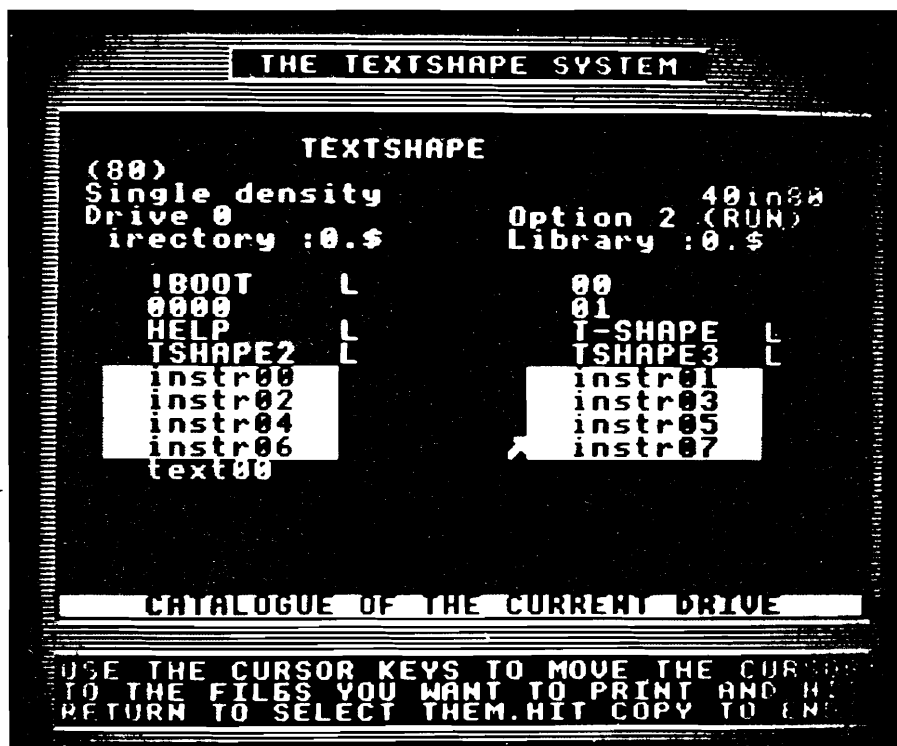 THE TEXTSHAPE SYSTEM
TEXTSHAPE
(80)
Single density 40in80
Drive 0 Option 2 (RUN)
irectory :0.$ Library :0.$
!BOOT L 00
0000 01
HELP L T-SHAPE L
TSHAPE2 L TSHAPE3 L
instr00 instr01
instr02 instr03
instr04 instr05
instr06 instr07
text00
CATALOGUE OF THE CURRENT DRIVE
USE THE CURSOR KEYS TO MOVE THE CURSOR
TO THE FILES YOU WANT TO PRINT AND
RETURN TO SELECT THEM.HIT COPY TO